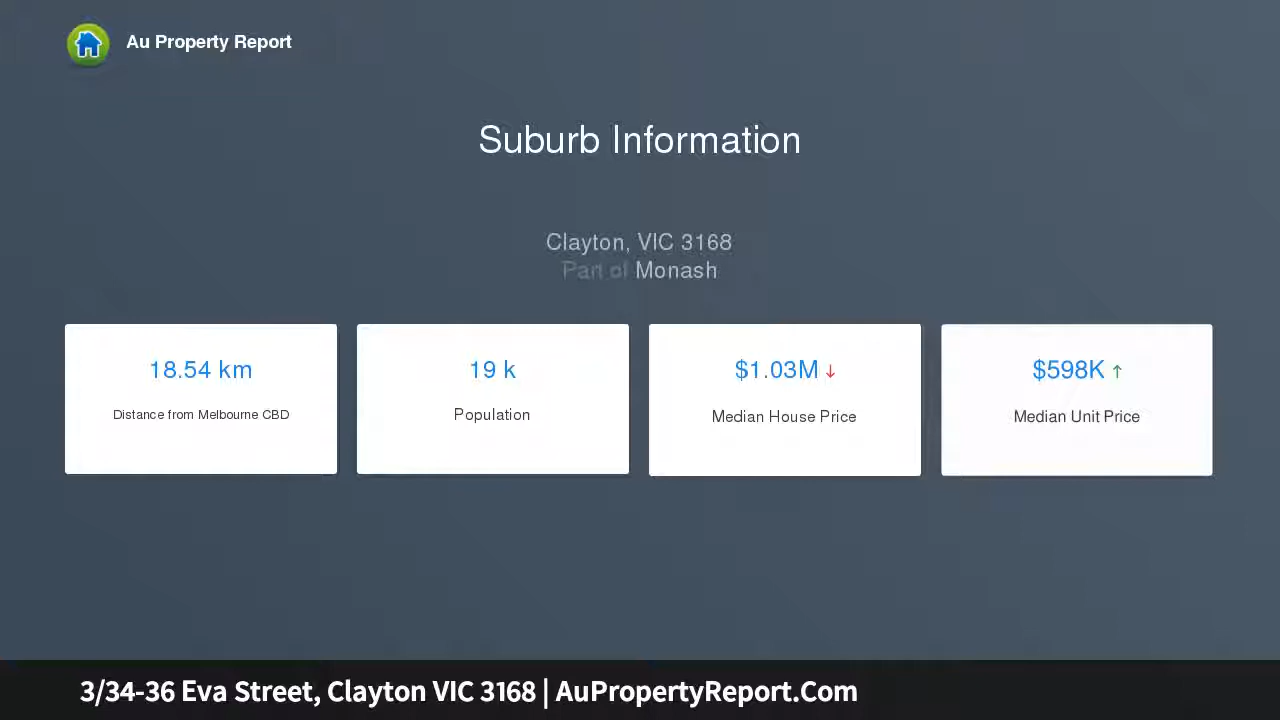 Au Property Report
Suburb Information
Clayton, VIC 3168
Part of Monash
18.54 km
Distance from Melbourne CBD
19 k
Population
$1.03M ↓
Median House Price
$598K ↑
Median Unit Price
3/34-36 Eva Street, Clayton VIC 3168 | AuPropertyReport.Com